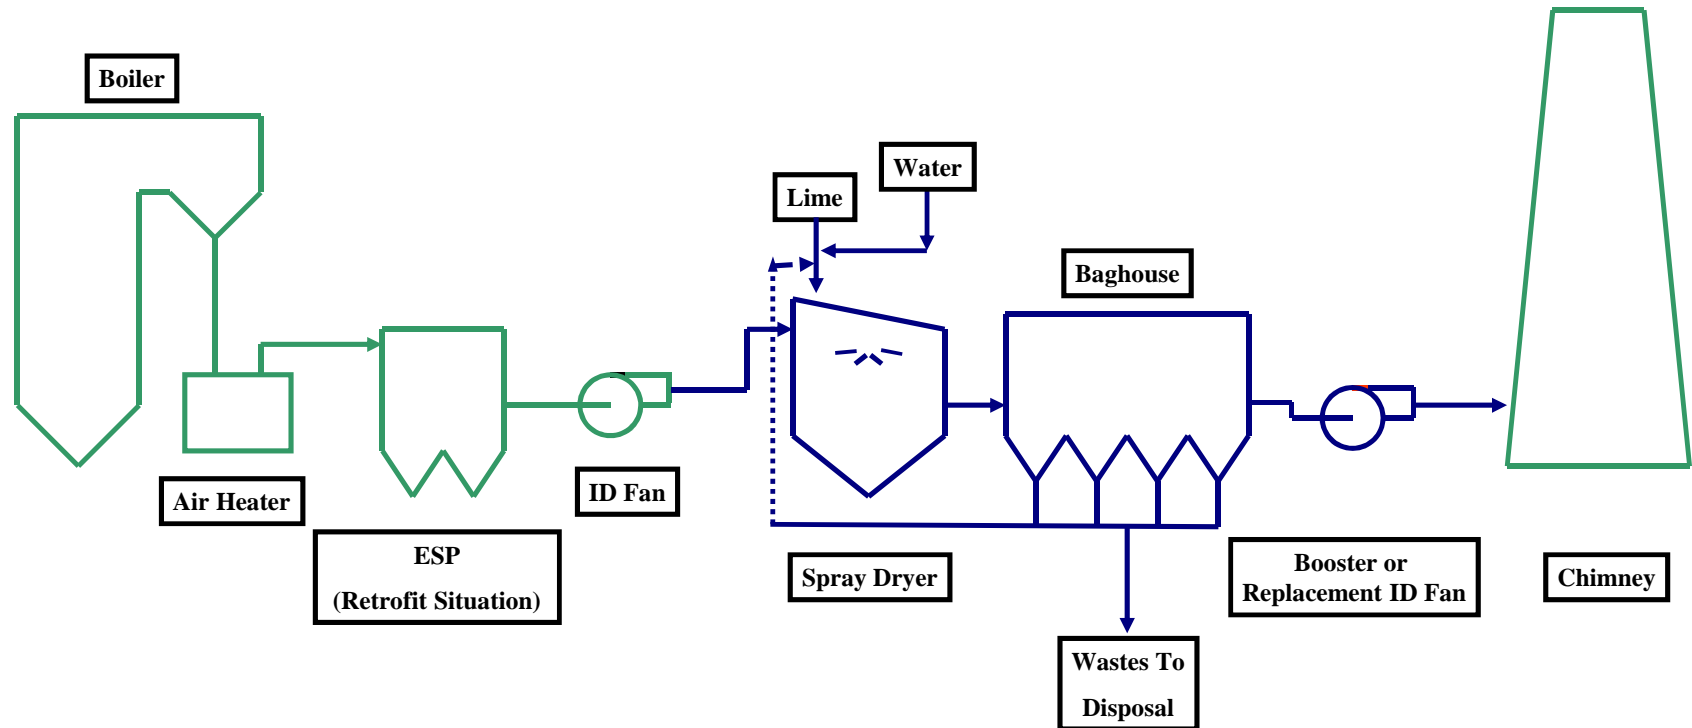 Boiler
Water
Lime
Baghouse
Air Heater
ID Fan
ESP
(Retrofit Situation)
Spray Dryer
Booster or
Replacement ID Fan
Chimney
Wastes To
Disposal